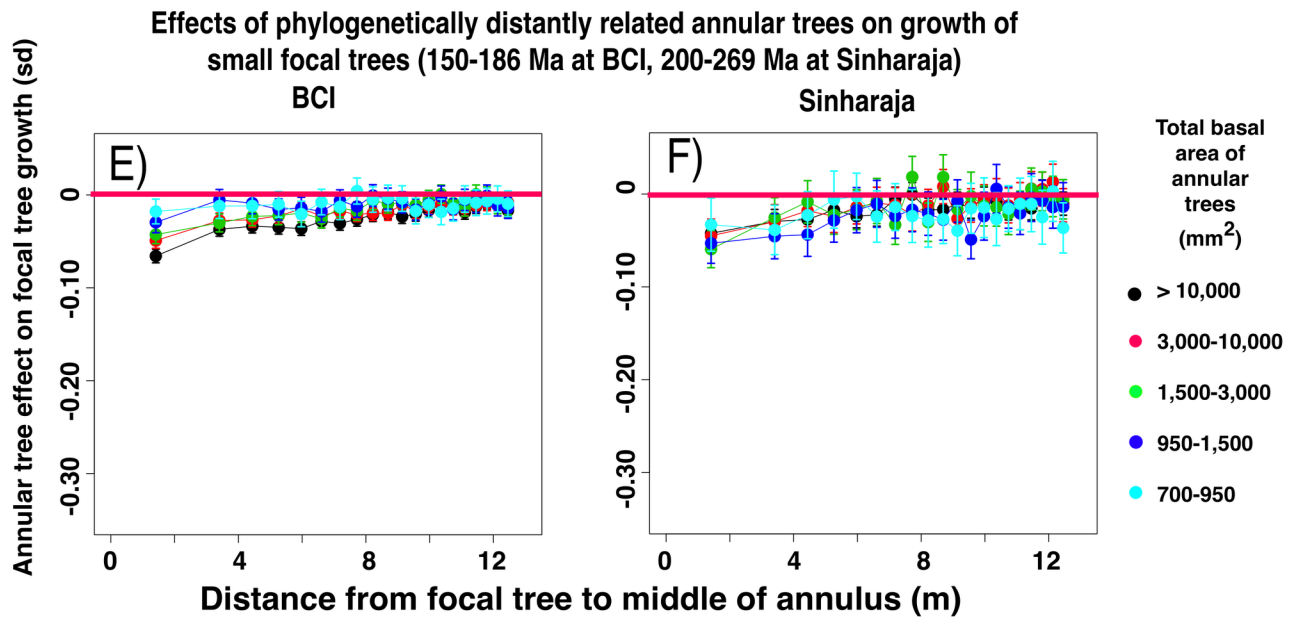 Effects of phylogenetically distantly related annular trees on growth of
small focal trees (150-186 Ma at BCI, 200-269 Ma at Sinharaja)
BCI
Sinharaja
Annular tree effect on focal tree growth (sd)
E)
0
-0.10
-0.20
-0.30
0
4
8
12
F)
0
-0.10
-0.20
-0.30
0
4
8
12
Distance from focal tree to middle of annulus (m)
Total basal
area of
annular
trees
(mm²)
> 10,000
3,000-10,000
1,500-3,000
950-1,500
700-950